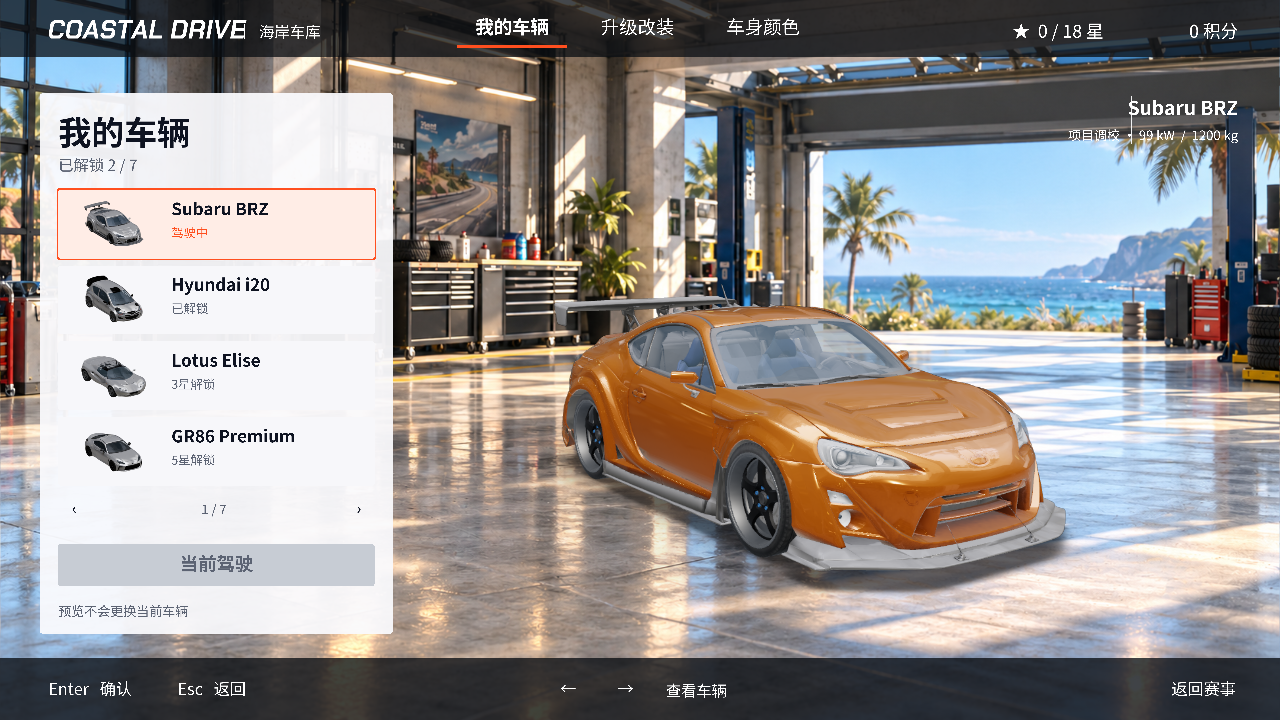 COASTAL DRIVE 海岸车库
我的车辆 升级改装 车身颜色
★ 0 / 18 星 0 积分
我的车辆
已解锁 2 / 7
Subaru BRZ
驾驶中
Hyundai i20
已解锁
Lotus Elise
3星解锁
GR86 Premium
5星解锁
‹ 1 / 7 ›
当前驾驶
预览不会更换当前车辆
Subaru BRZ
项目调校 · 99 kW / 1200 kg
Enter 确认 Esc 返回
← → 查看车辆
返回赛事